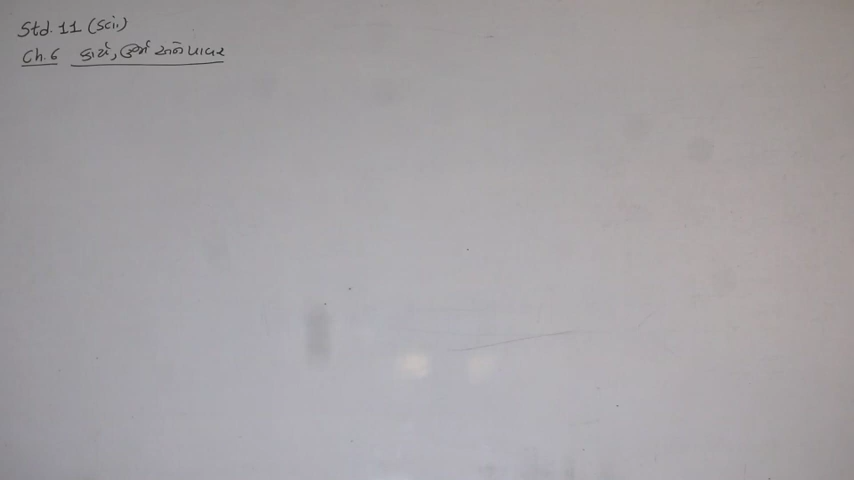 Std. 11 (Sci.)
Ch. 6 કાર્ય, ઊર્જા અને પાવર